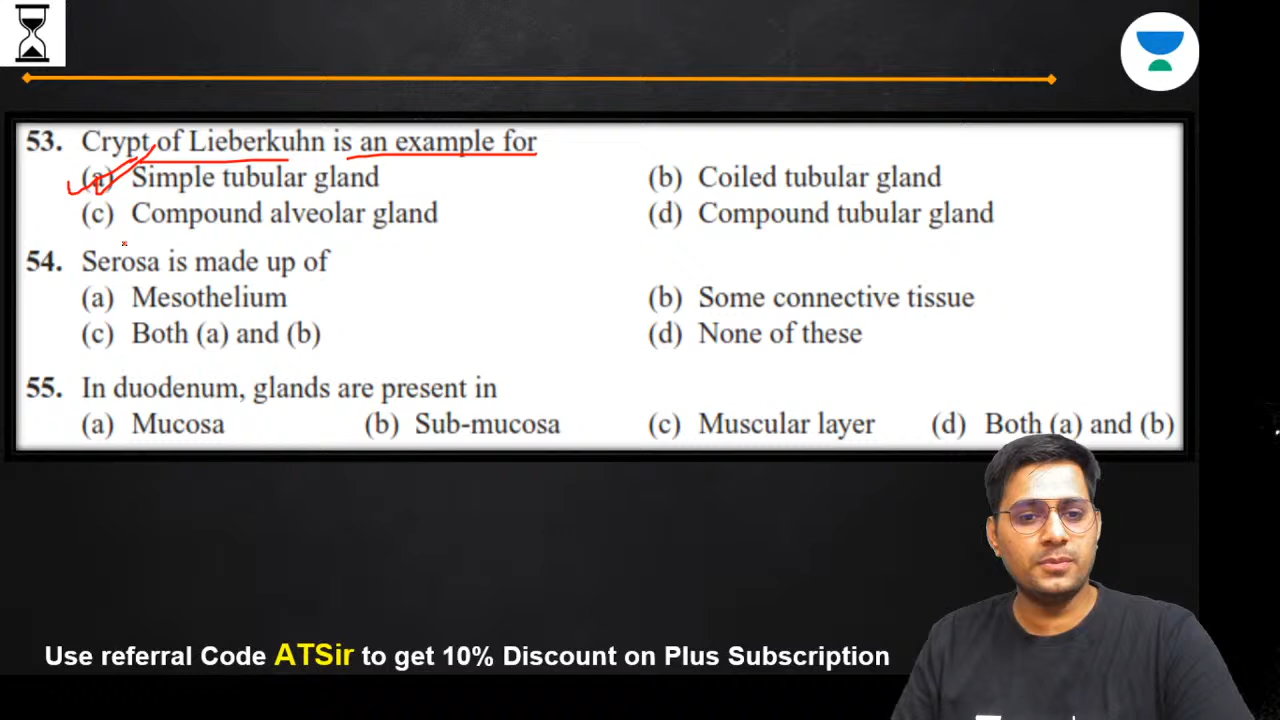 53. Crypt of Lieberkuhn is an example for
(a) Simple tubular gland (b) Coiled tubular gland
(c) Compound alveolar gland (d) Compound tubular gland
54. Serosa is made up of
(a) Mesothelium (b) Some connective tissue
(c) Both (a) and (b) (d) None of these
55. In duodenum, glands are present in
(a) Mucosa (b) Sub-mucosa (c) Muscular layer (d) Both (a) and (b)
Use referral Code ATSir to get 10% Discount on Plus Subscription